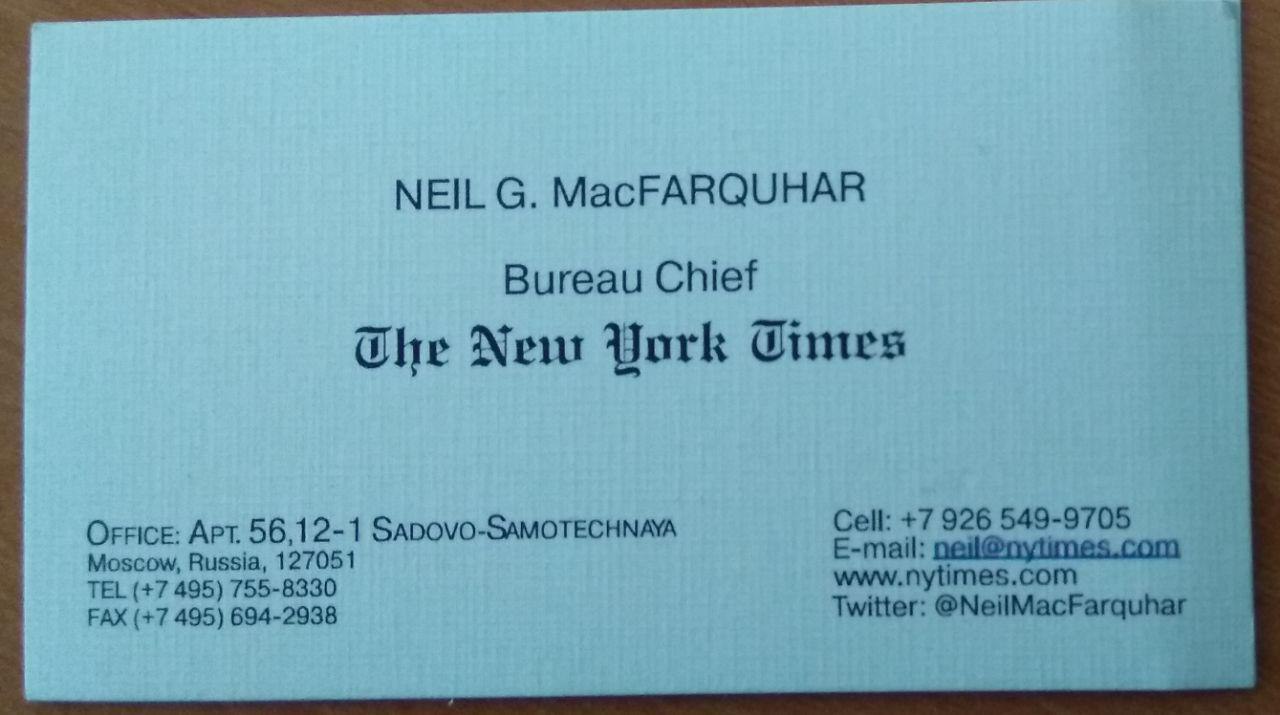 NEIL G. MacFARQUHAR
Bureau Chief
The New York Times
OFFICE: APT. 56,12-1 SADOVO-SAMOTECHNAYA
Moscow, Russia, 127051
TEL (+7 495) 755-8330
FAX (+7 495) 694-2938
Cell: +7 926 549-9705
E-mail: neil@nytimes.com
www.nytimes.com
Twitter: @NeilMacFarquhar